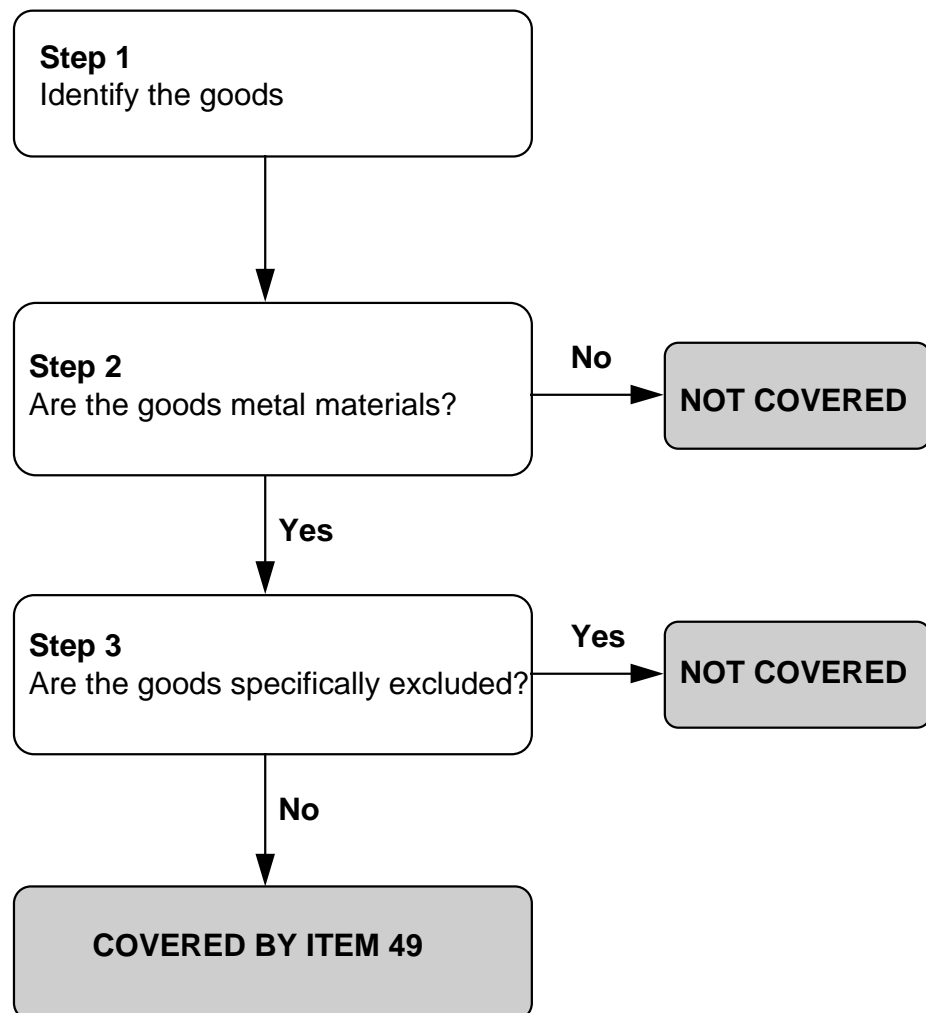 Step 1
Identify the goods
Step 2
Are the goods metal materials?
No
NOT COVERED
Yes
Step 3
Are the goods specifically excluded?
Yes
NOT COVERED
No
COVERED BY ITEM 49